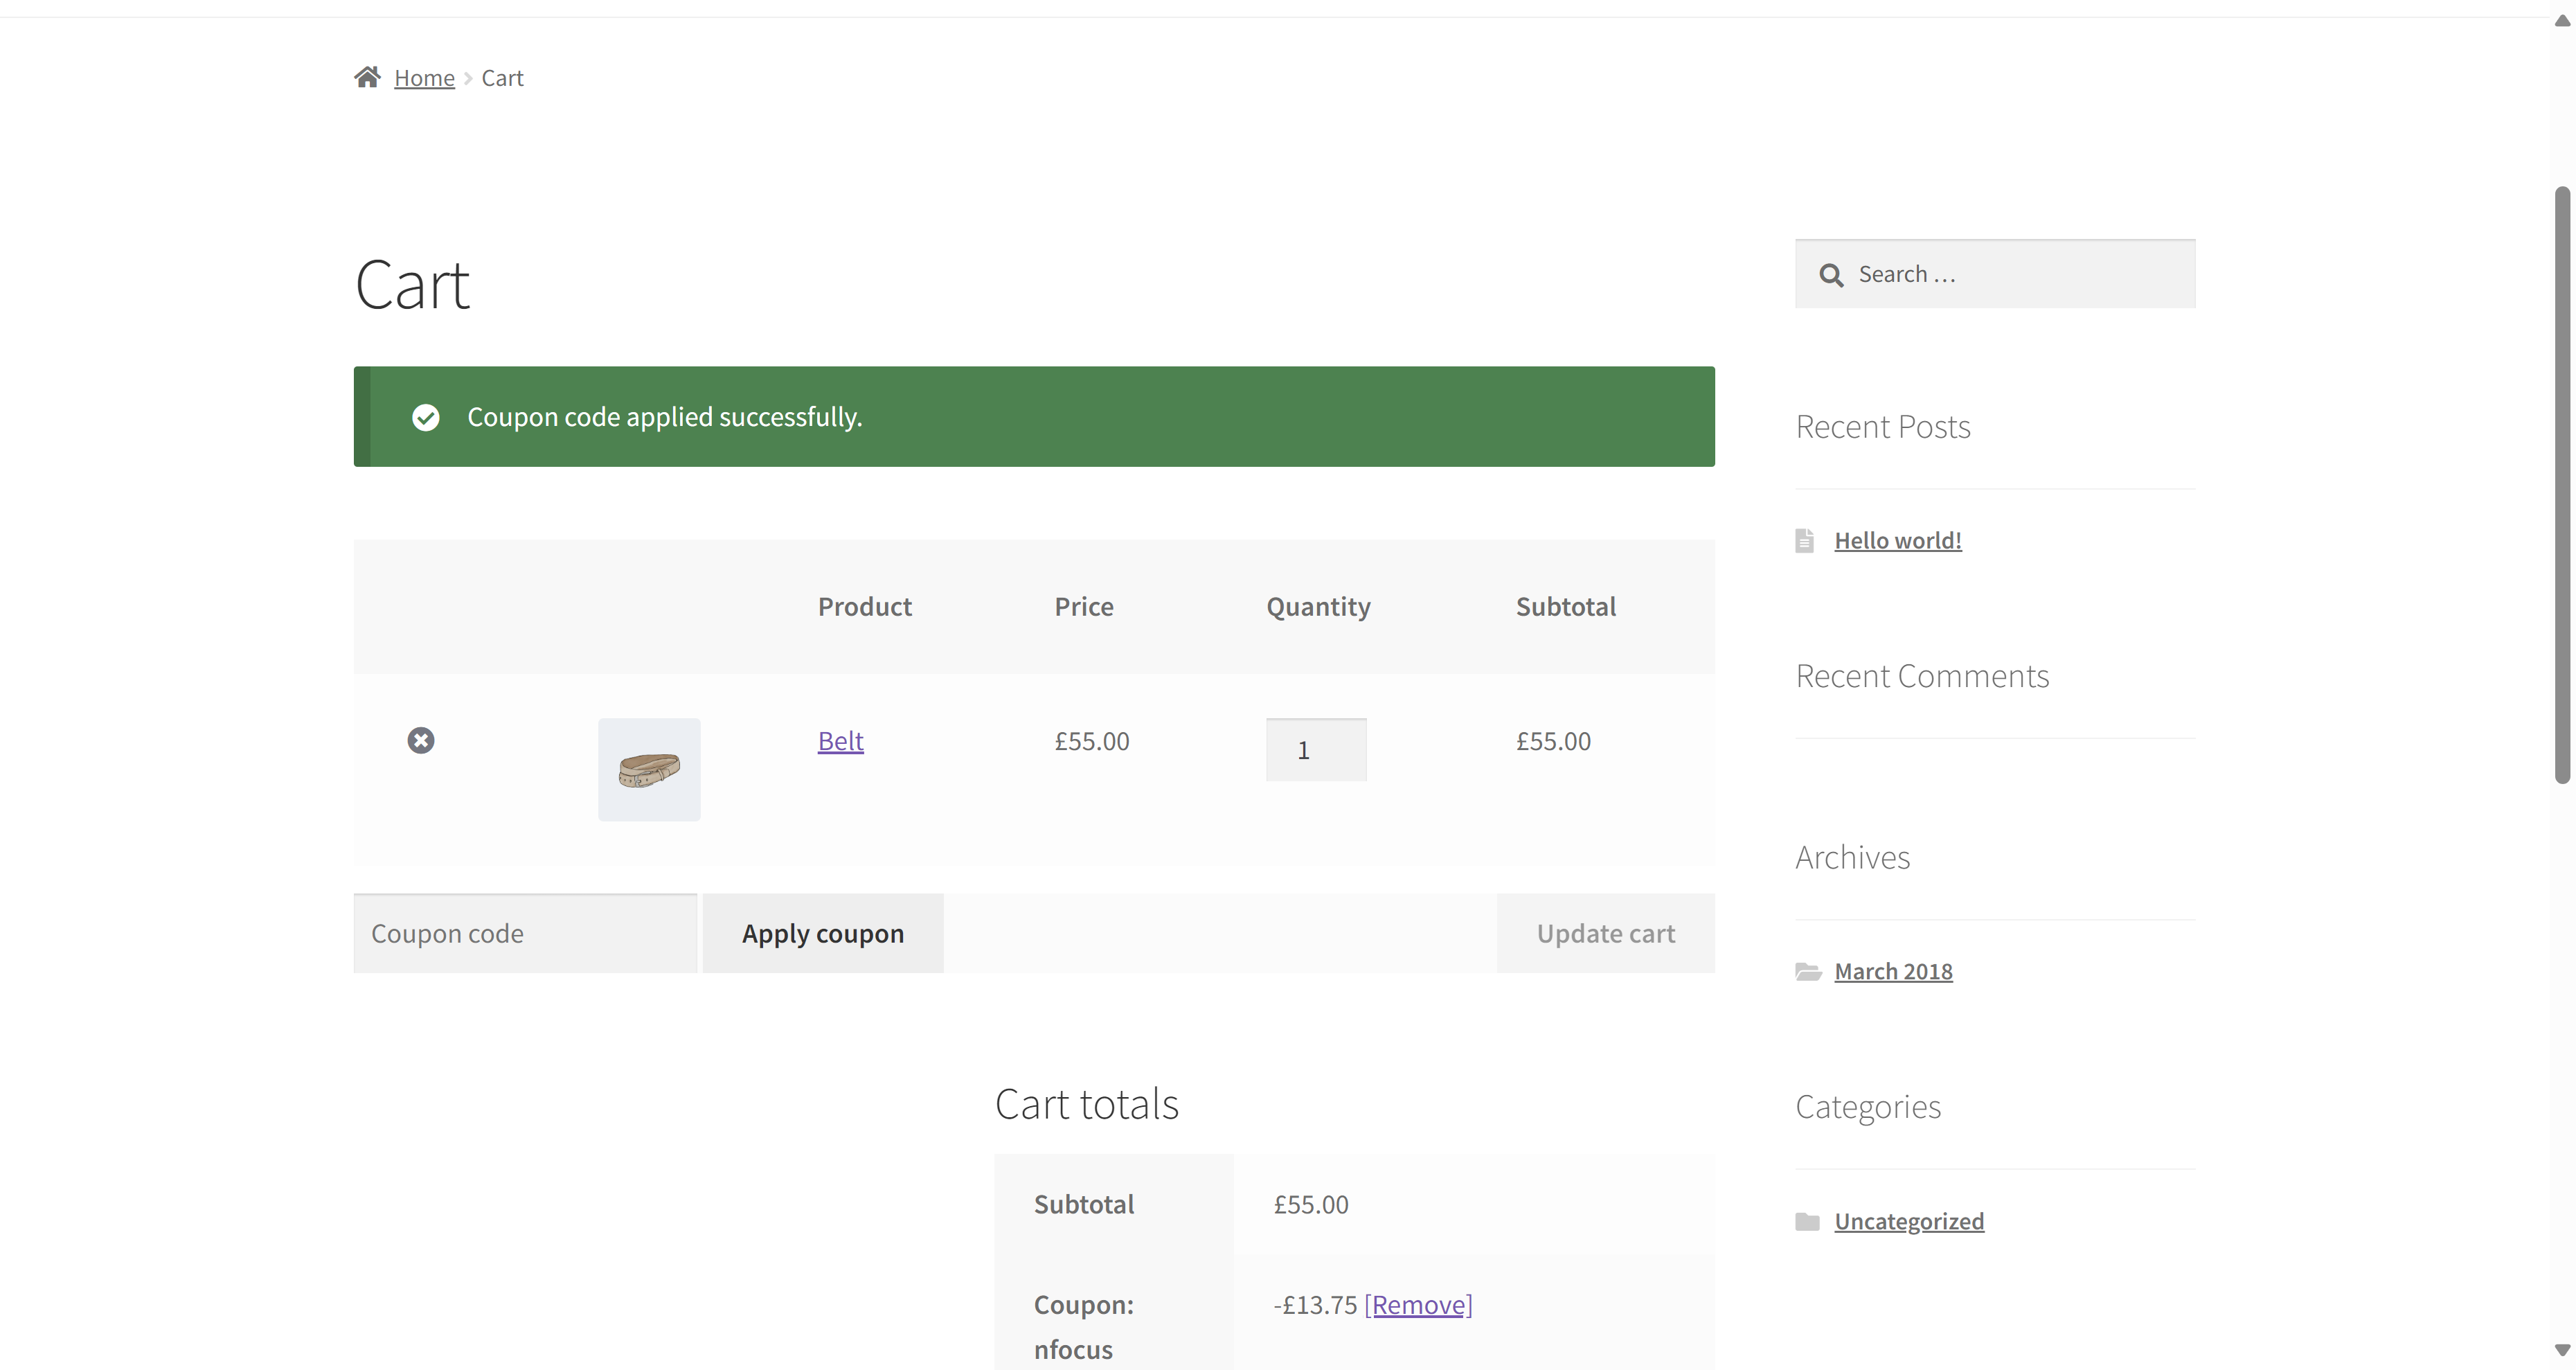 Home Cart
Cart
Search …
Coupon code applied successfully.
Recent Posts
Hello world!
Product Price Quantity Subtotal
Recent Comments
Belt £55.00 1 £55.00
Archives
Coupon code Apply coupon Update cart
March 2018
Cart totals
Categories
Subtotal £55.00
Uncategorized
Coupon: -£13.75 [Remove]
nfocus